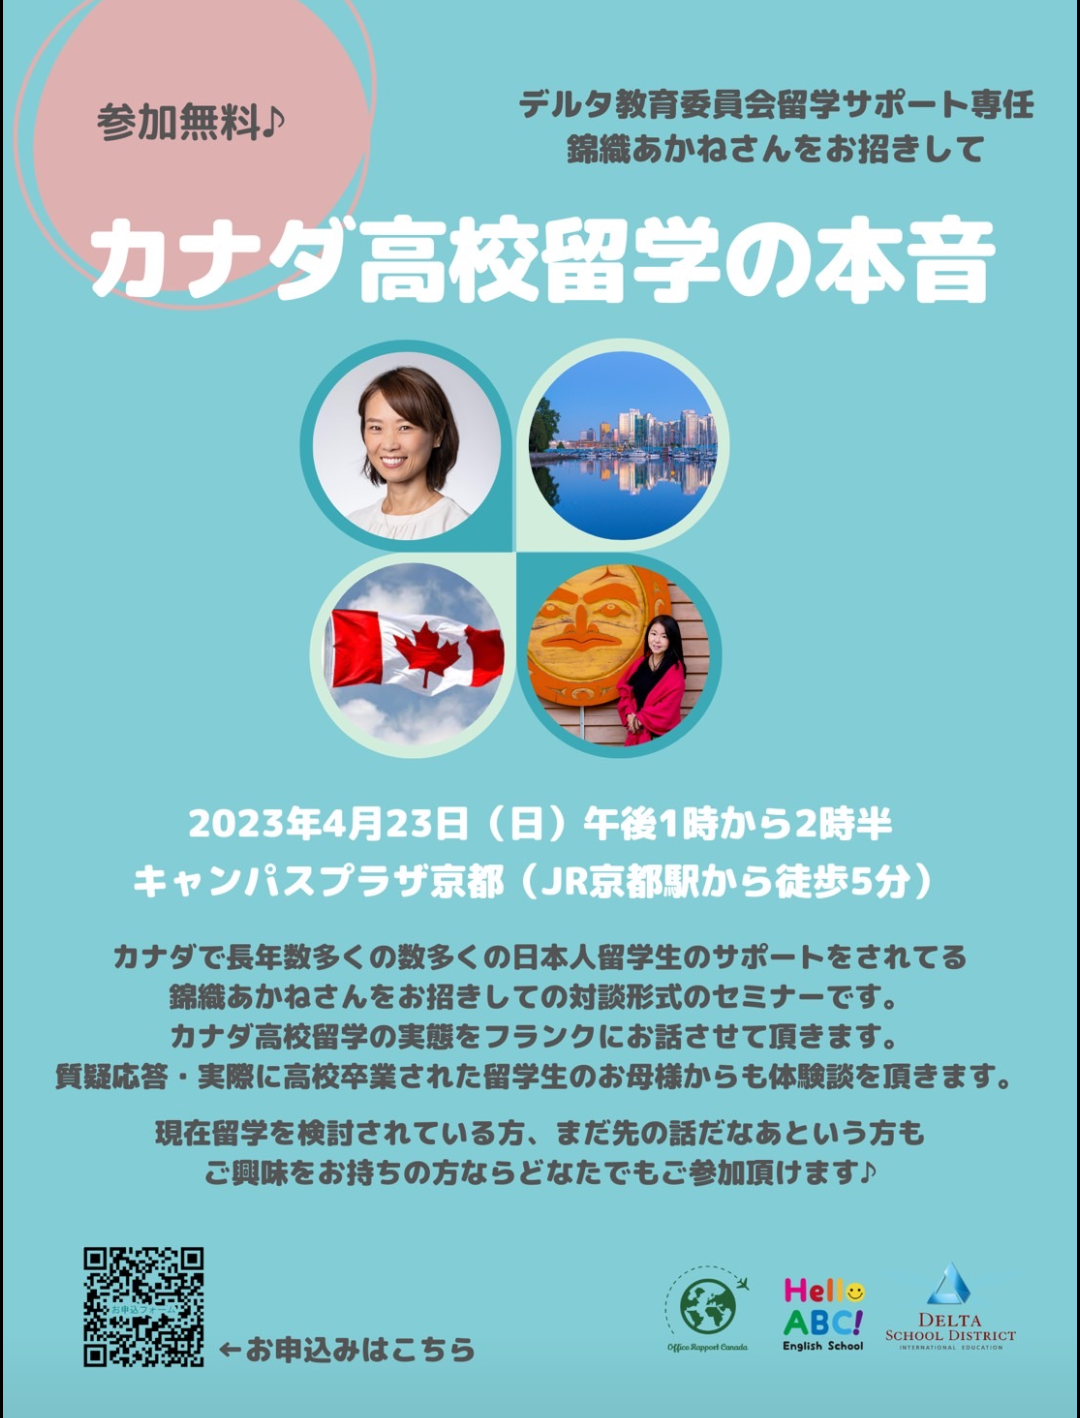 参加無料♪
デルタ教育委員会留学サポート専任
錦織あかねさんをお招きして
カナダ高校留学の本音
2023年4月23日（日）午後1時から2時半
キャンパスプラザ京都（JR京都駅から徒歩5分）
カナダで長年数多くの数多くの日本人留学生のサポートをされてる
錦織あかねさんをお招きしての対談形式のセミナーです。
カナダ高校留学の実態をフランクにお話させて頂きます。
質疑応答・実際に高校卒業された留学生のお母様からも体験談を頂きます。
現在留学を検討されている方、まだ先の話だなあという方も
ご興味をお持ちの方ならどなたでもご参加頂けます♪
お申込フォーム
←お申込みはこちら
Office Rapport Canada
Hello
ABC!
English School
DELTA
SCHOOL DISTRICT
INTERNATIONAL EDUCATION